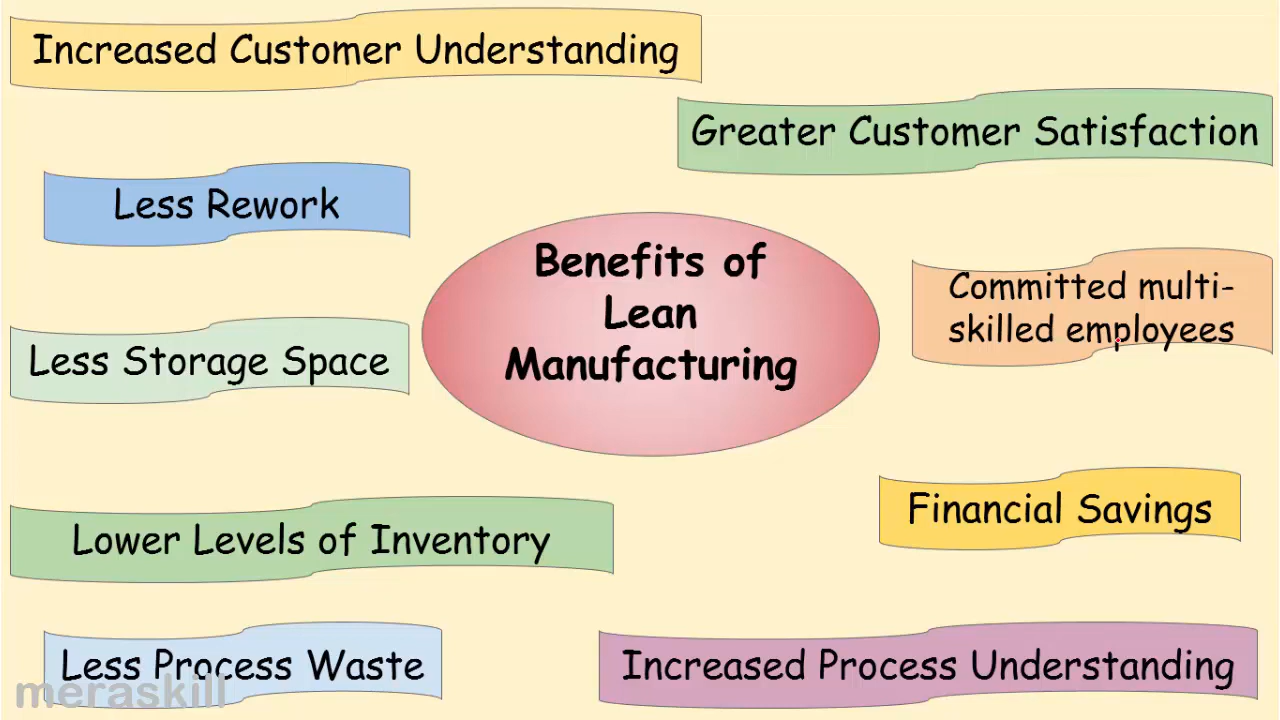 Increased Customer Understanding
Greater Customer Satisfaction
Less Rework
Benefits of
Lean
Manufacturing
Committed multi-
skilled employees
Less Storage Space
Financial Savings
Lower Levels of Inventory
Less Process Waste
Increased Process Understanding
meraskill